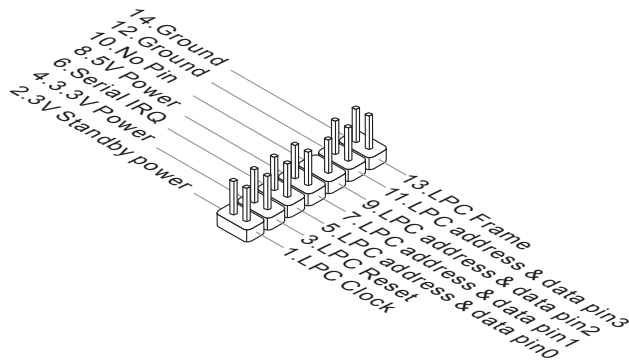 14.Ground
12.Ground
10.No Pin
8.5V Power
6.Serial IRQ
4.3.3V Power
2.3V Standby power
13.LPC Frame
11.LPC address & data pin3
9.LPC address & data pin2
7.LPC address & data pin1
5.LPC address & data pin0
3.LPC Reset
1.LPC Clock